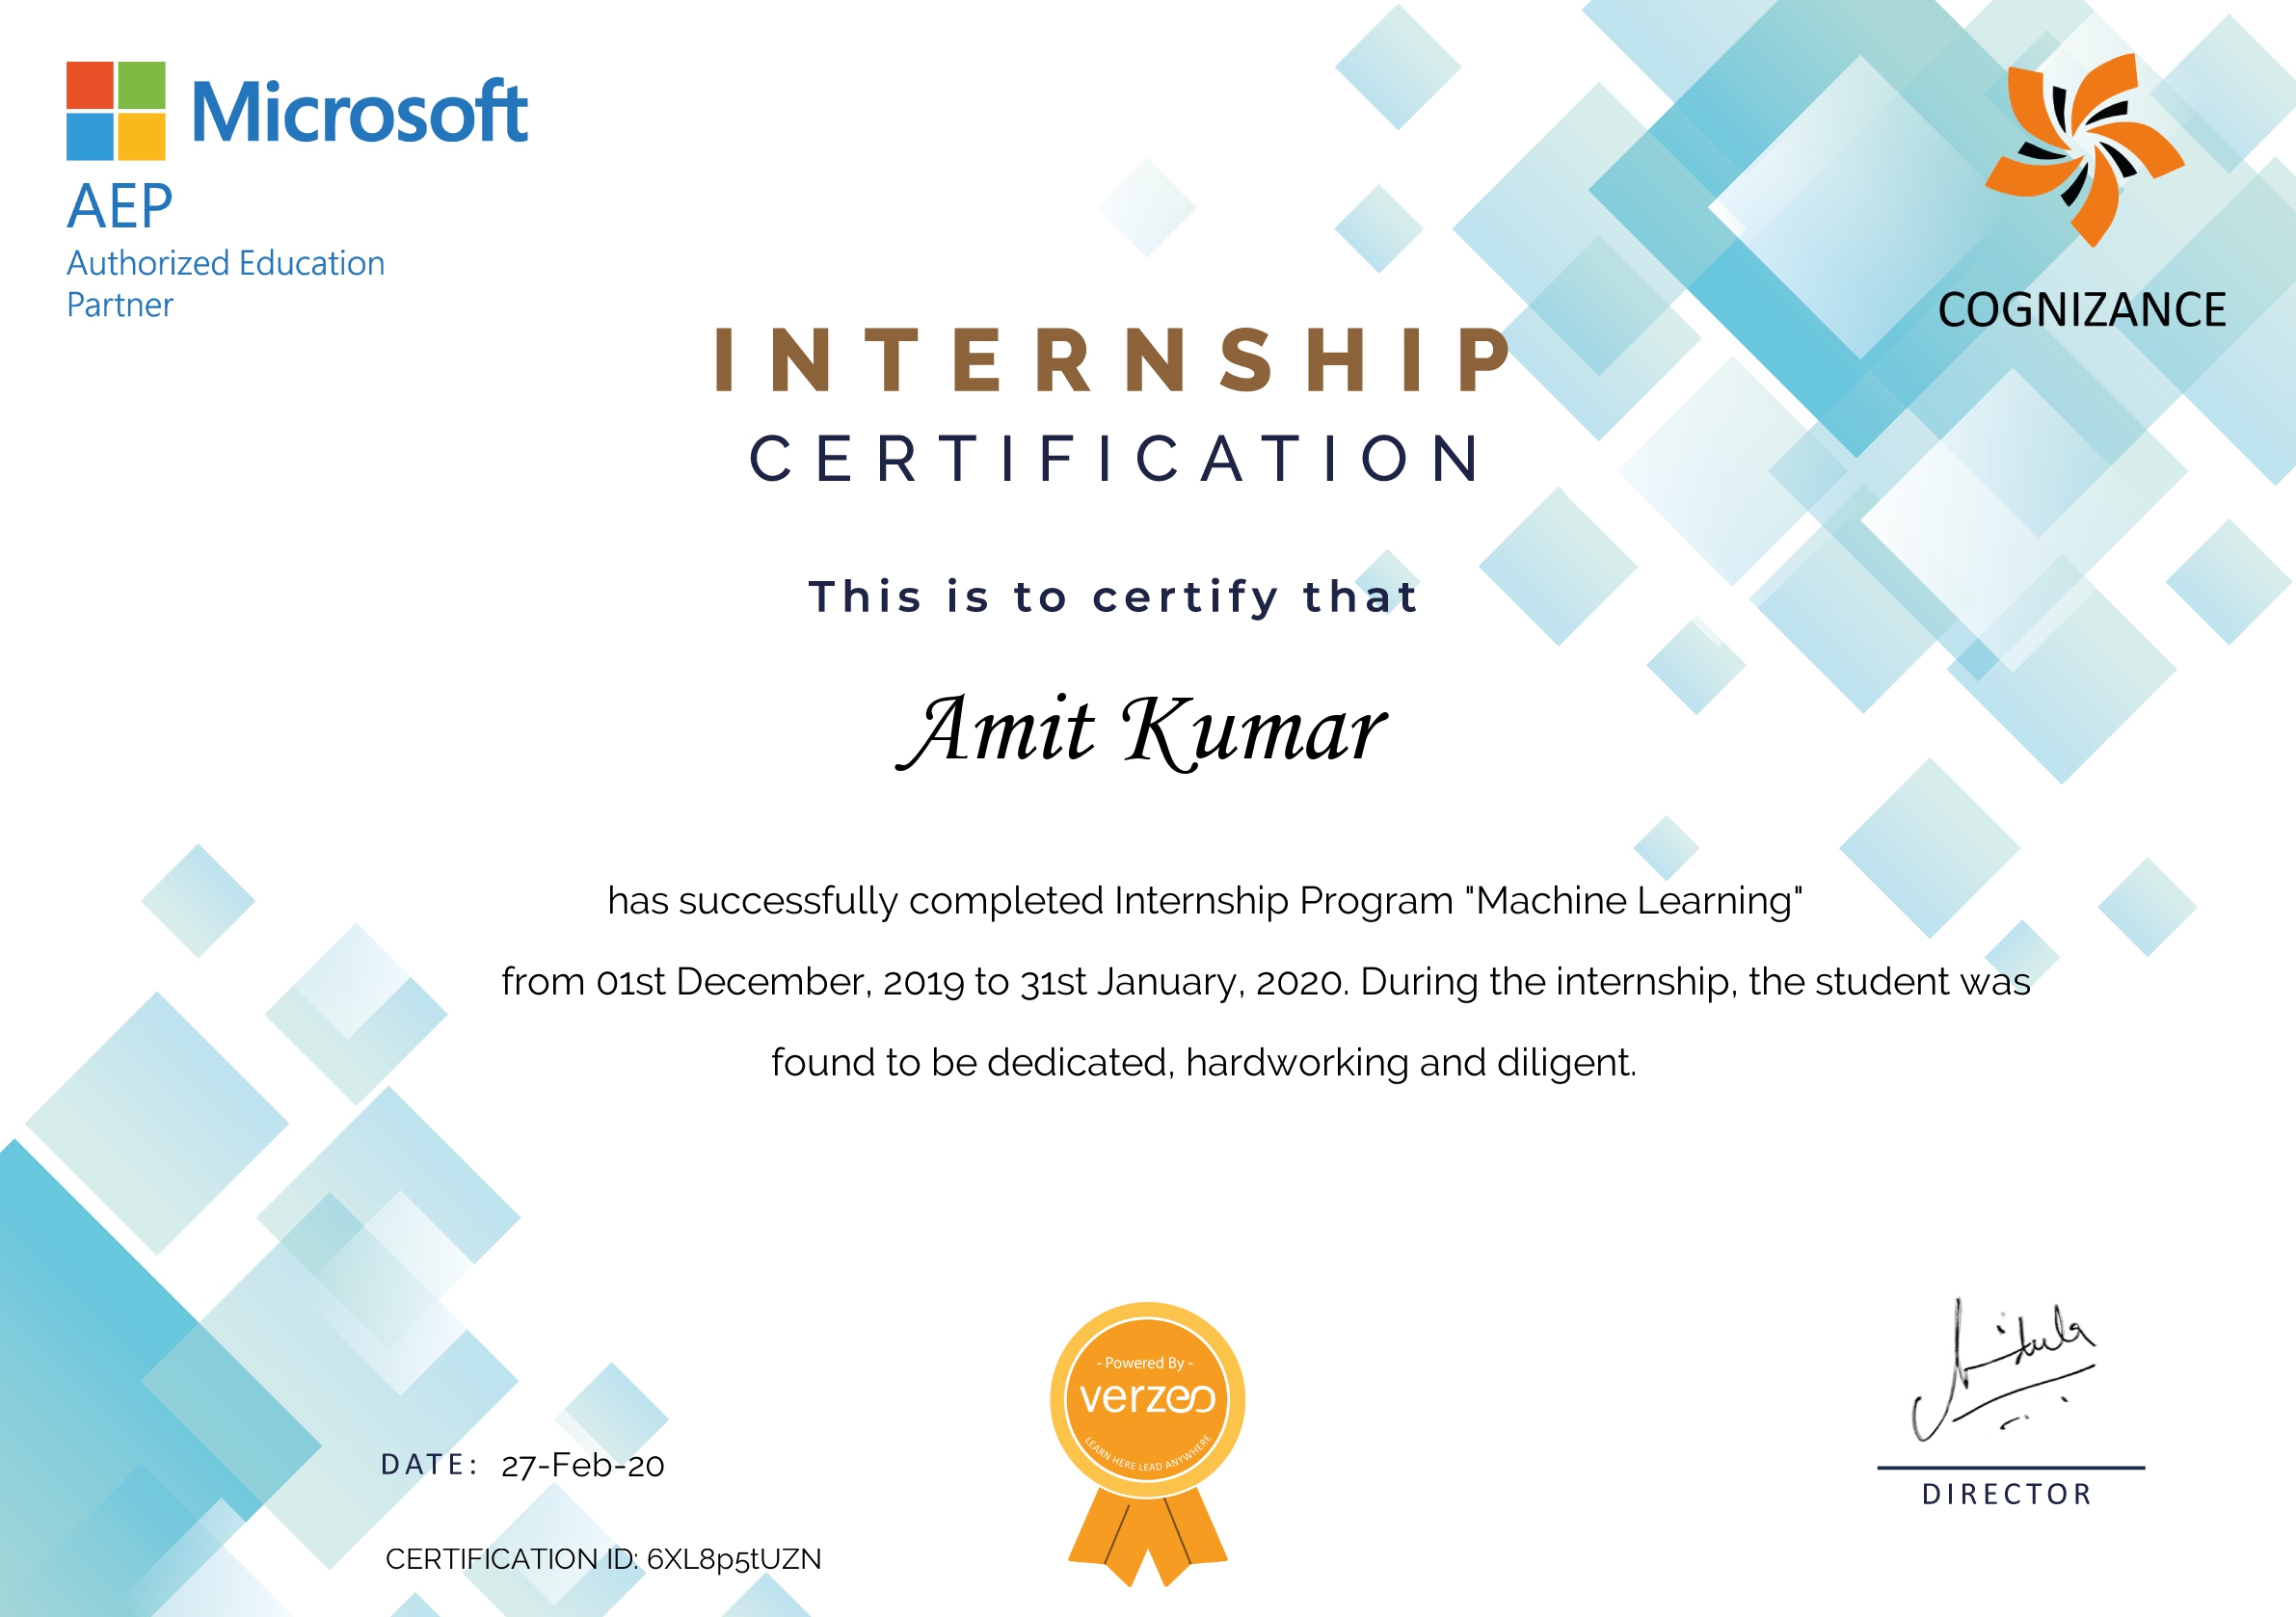 Microsoft
AEP
Authorized Education
Partner
COGNIZANCE
INTERNSHIP
CERTIFICATION
This is to certify that
Amit Kumar
has successfully completed Internship Program "Machine Learning"
from 01st December, 2019 to 31st January, 2020. During the internship, the student was
found to be dedicated, hardworking and diligent.
- Powered By -
verzeo
LEARN HERE LEAD ANYWHERE
DATE: 27-Feb-20
DIRECTOR
CERTIFICATION ID: 6XL8p5tUZN